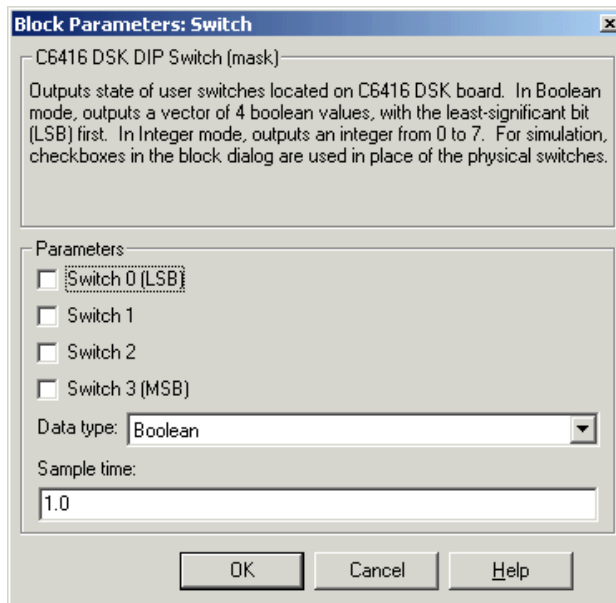 Block Parameters: Switch
C6416 DSK DIP Switch (mask)
Outputs state of user switches located on C6416 DSK board. In Boolean
mode, outputs a vector of 4 boolean values, with the least-significant bit
(LSB) first. In Integer mode, outputs an integer from 0 to 7. For simulation,
checkboxes in the block dialog are used in place of the physical switches.
Parameters
Switch 0 (LSB)
Switch 1
Switch 2
Switch 3 (MSB)
Data type: Boolean
Sample time:
1.0
OK Cancel Help